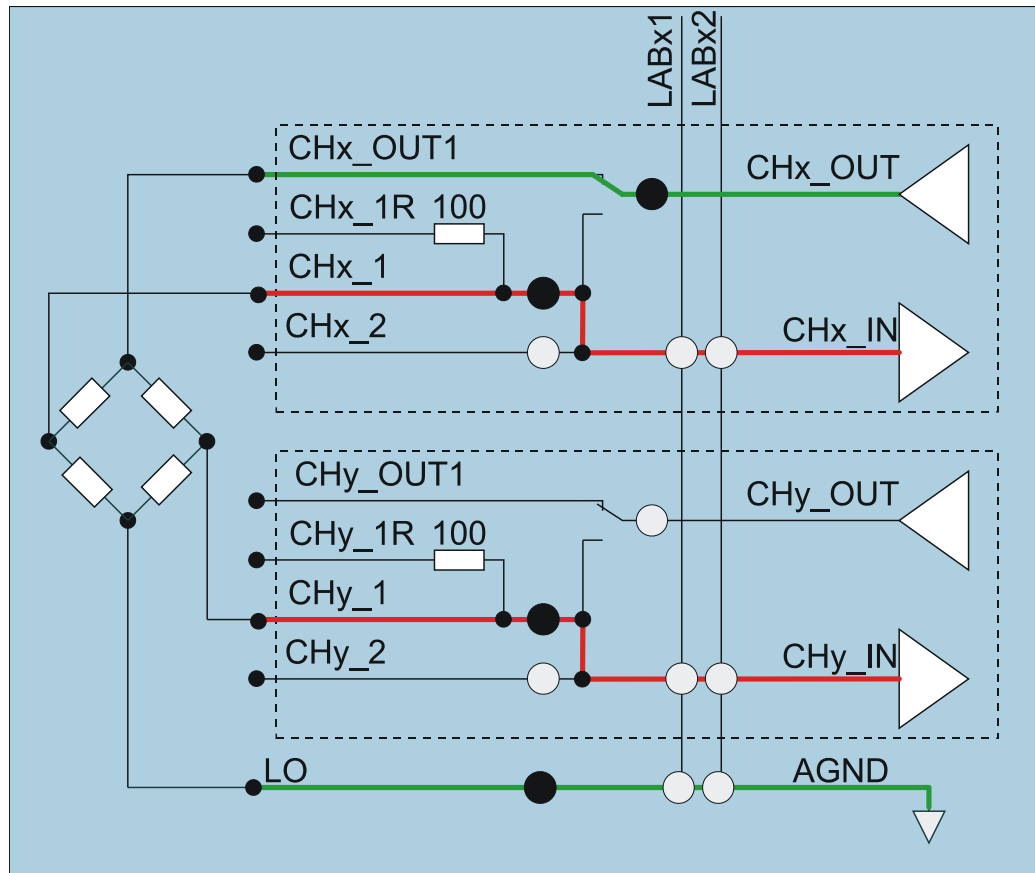 LABx1
LABx2
CHx_OUT1
CHx_OUT
CHx_1R 100
CHx_1
CHx_2
CHx_IN
CHy_OUT1
CHy_OUT
CHy_1R 100
CHy_1
CHy_2
CHy_IN
LO
AGND